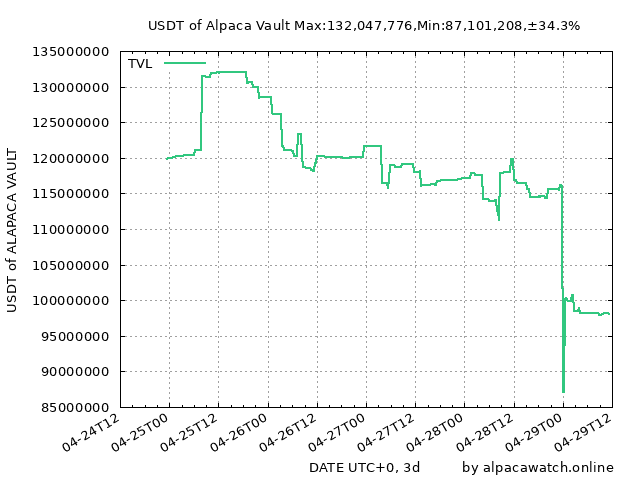 USDT of Alpaca Vault Max:132,047,776,Min:87,101,208,±34.3%
TVL
135000000
130000000
125000000
120000000
115000000
110000000
105000000
100000000
95000000
90000000
85000000
USDT of ALAPACA VAULT
04-24T12
04-25T00
04-25T12
04-26T00
04-26T12
04-27T00
04-27T12
04-28T00
04-28T12
04-29T00
04-29T12
DATE UTC+0, 3d
by alpacawatch.online